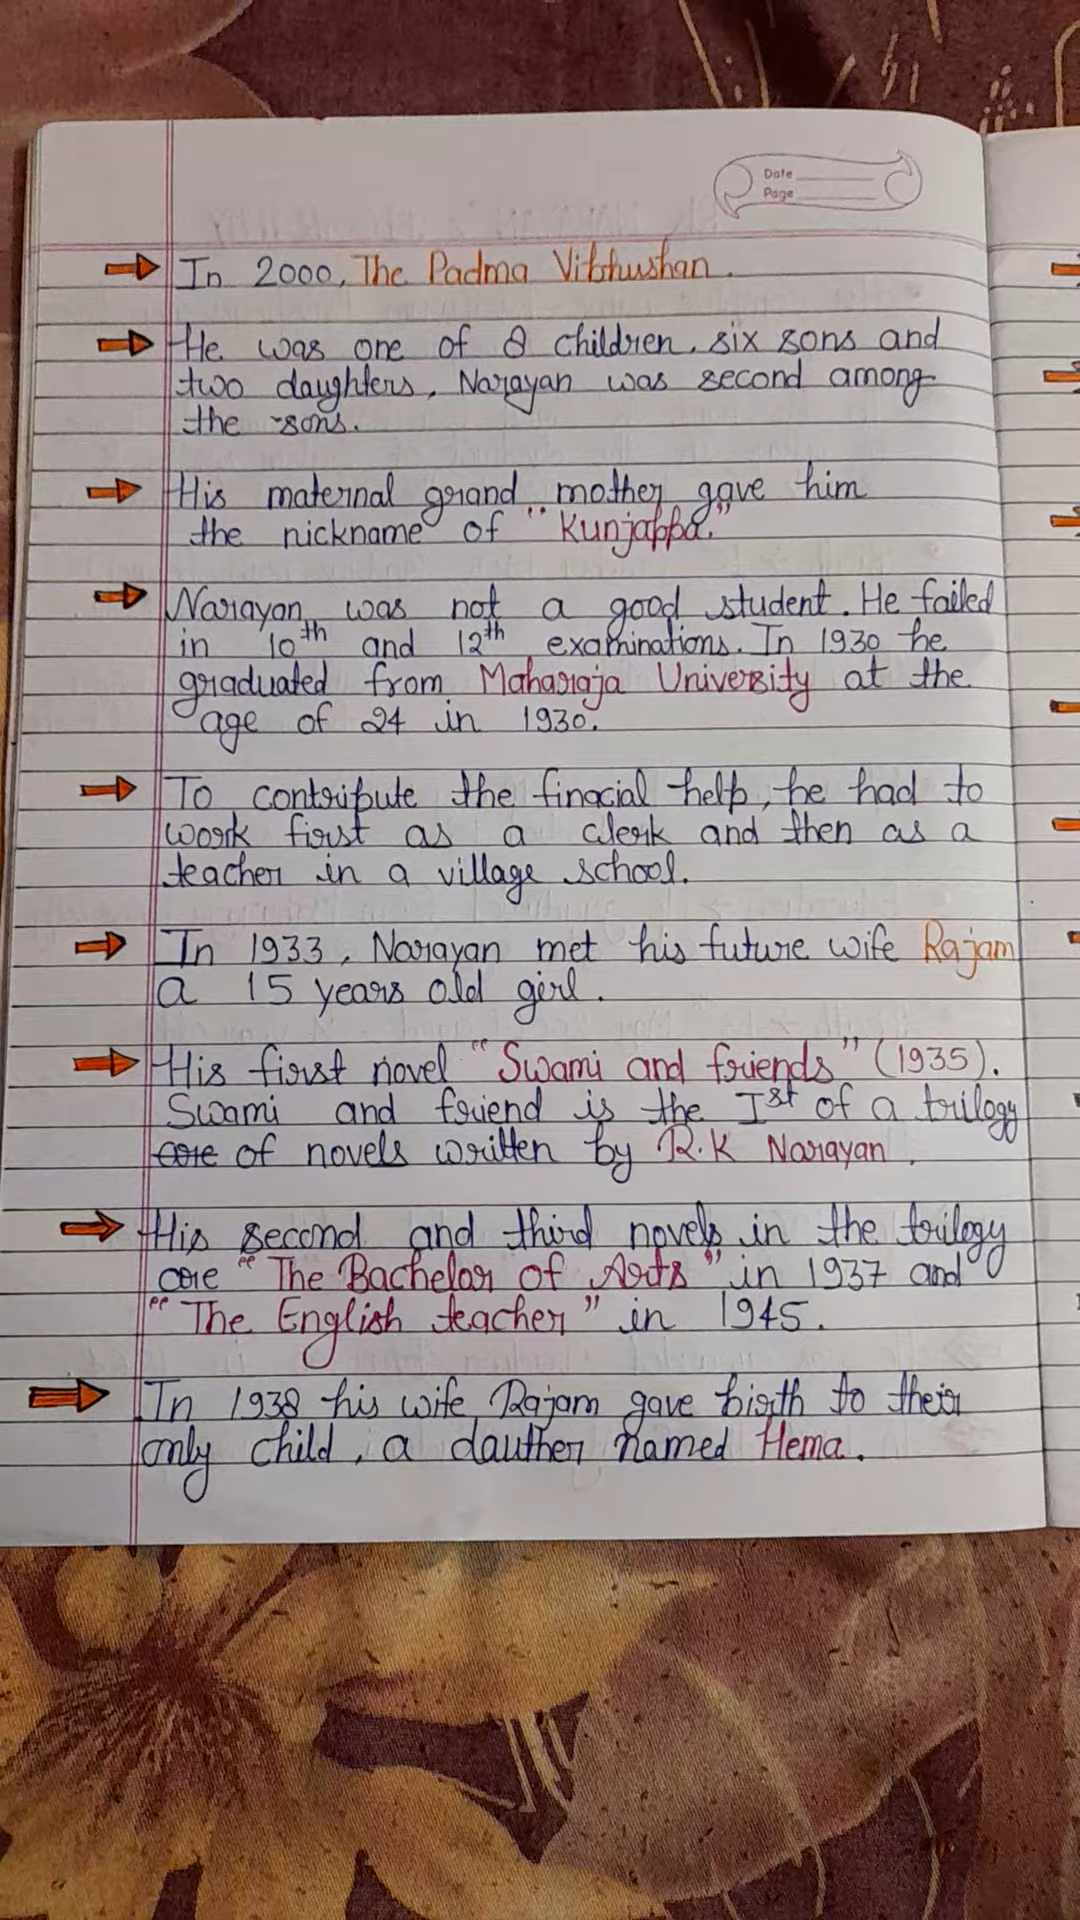 Date
Page
In 2000, The Padma Vibhushan.
He was one of 8 children, six sons and
two daughters, Narayan was second among
the sons.
His maternal grand mother gave him
the nickname of "Kunjappa."
Narayan was not a good student. He failed
in 10th and 12th examinations. In 1930 he
graduated from Maharaja University at the
age of 24 in 1930.
To contribute the finacial help, he had to
work first as a clerk and then as a
teacher in a village school.
In 1933, Narayan met his future wife Rajam
a 15 years old girl.
His first novel "Swami and friends" (1935).
Swami and friend is the Ist of a trilogy
are of novels written by R.K Narayan.
His second and third novels in the trilogy
are "The Bachelor of Arts" in 1937 and
"The English teacher" in 1945.
In 1938 his wife Rajam gave birth to their
only child, a dauther named Hema.